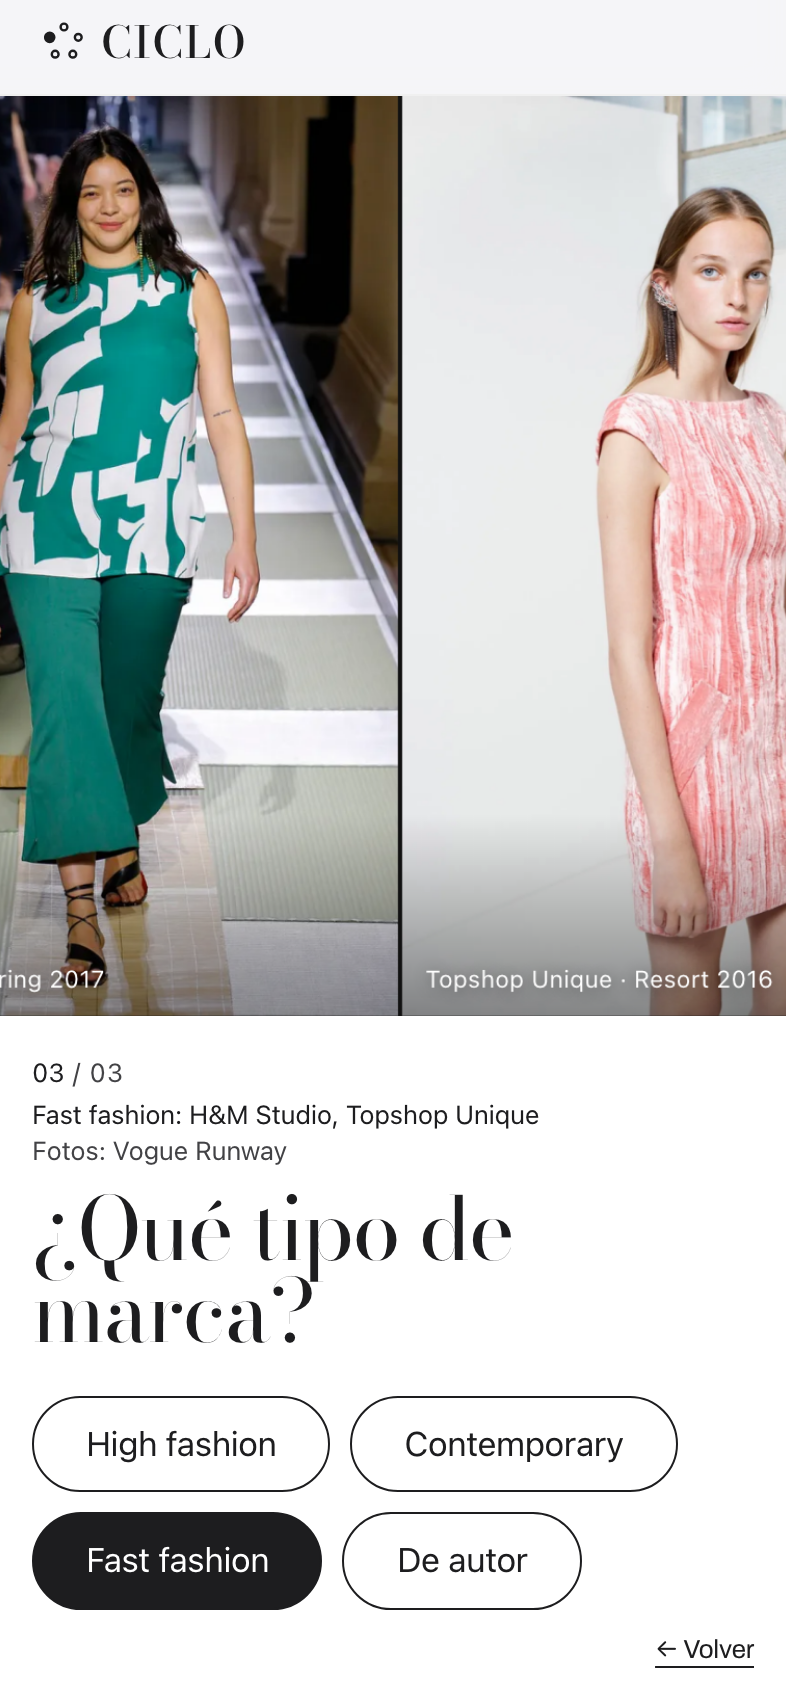 CICLO
ring 2017
Topshop Unique · Resort 2016
03 / 03
Fast fashion: H&M Studio, Topshop Unique
Fotos: Vogue Runway
¿Qué tipo de
marca?
High fashion
Contemporary
Fast fashion
De autor
← Volver